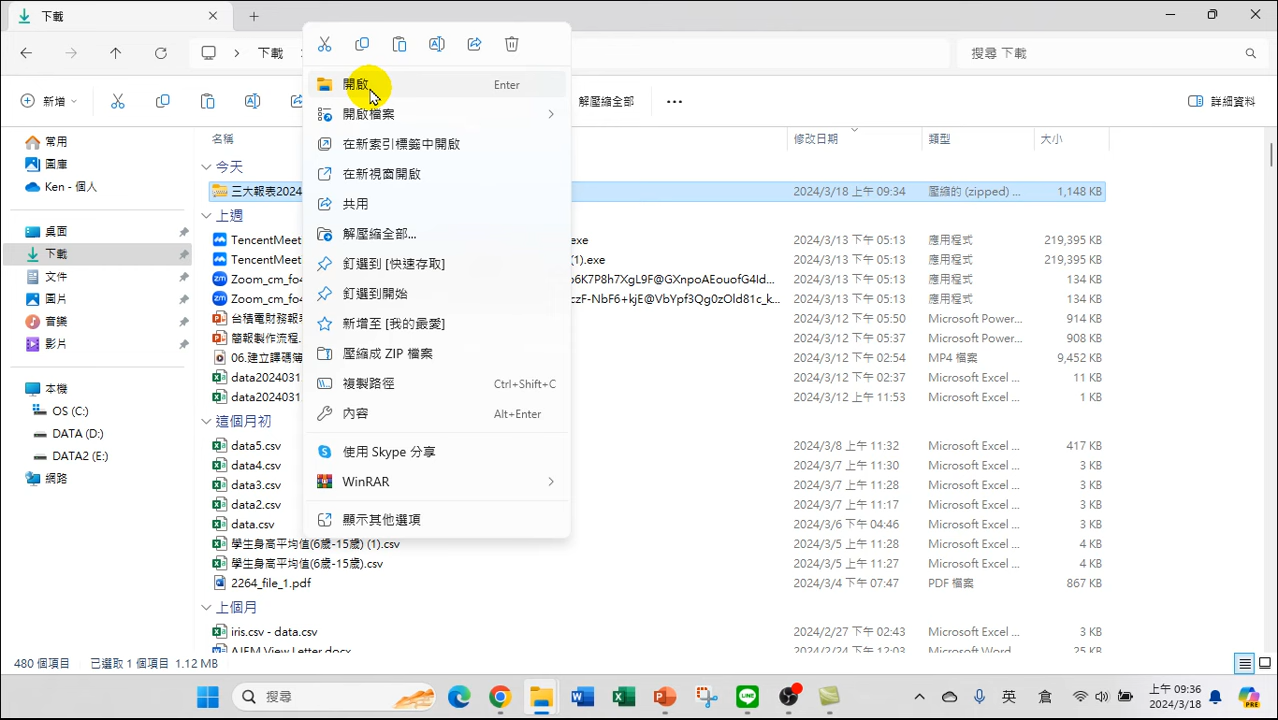 下載
下載
搜尋 下載
新增
解壓縮全部
詳細資料
開啟 Enter
開啟檔案
在新索引標籤中開啟
在新視窗開啟
共用
解壓縮全部...
釘選到 [快速存取]
釘選到開始
新增至 [我的最愛]
壓縮成 ZIP 檔案
複製路徑 Ctrl+Shift+C
內容 Alt+Enter
使用 Skype 分享
WinRAR
顯示其他選項
常用
圖庫
Ken - 個人
桌面
下載
文件
圖片
音樂
影片
本機
OS (C:)
DATA (D:)
DATA2 (E:)
網路
名稱 修改日期 類型 大小
今天
三大報表2024 2024/3/18 上午 09:34 壓縮的 (zipped) ... 1,148 KB
上週
TencentMeet exe 2024/3/13 下午 05:13 應用程式 219,395 KB
TencentMeet (1).exe 2024/3/13 下午 05:13 應用程式 219,395 KB
Zoom_cm_fo4 2024/3/13 下午 05:13 應用程式 134 KB
Zoom_cm_fo4 2024/3/13 下午 05:13 應用程式 134 KB
台積電財務報 2024/3/12 下午 05:50 Microsoft Power... 914 KB
簡報製作流程. 2024/3/12 下午 05:37 Microsoft Power... 908 KB
06.建立譯碼簿 2024/3/12 下午 02:54 MP4 檔案 9,452 KB
data2024031 2024/3/12 下午 02:37 Microsoft Excel ... 11 KB
data2024031 2024/3/12 上午 11:53 Microsoft Excel ... 1 KB
這個月初
data5.csv 2024/3/8 上午 11:32 Microsoft Excel ... 417 KB
data4.csv 2024/3/8 上午 11:30 Microsoft Excel ... 3 KB
data3.csv 2024/3/8 上午 11:28 Microsoft Excel ... 3 KB
data2.csv 2024/3/8 上午 11:17 Microsoft Excel ... 3 KB
data.csv 2024/3/6 下午 04:46 Microsoft Excel ... 3 KB
學生身高平均值(6歲-15歲) (1).csv 2024/3/5 上午 11:28 Microsoft Excel ... 4 KB
學生身高平均值(6歲-15歲).csv 2024/3/5 上午 11:27 Microsoft Excel ... 4 KB
2264_file_1.pdf 2024/3/4 下午 07:47 PDF 檔案 867 KB
上個月
iris.csv - data.csv 2024/2/27 下午 02:43 Microsoft Excel ... 3 KB
AIFM View Letter.docx 2024/2/24 下午 12:03 Microsoft Word... 25 KB
480 個項目 已選取 1 個項目 1.12 MB
搜尋
英
倉
上午 09:36
2024/3/18